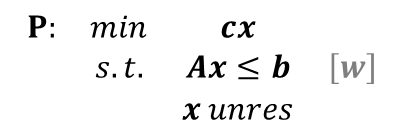 P: min cx
s.t. Ax ≤ b [w]
x unres